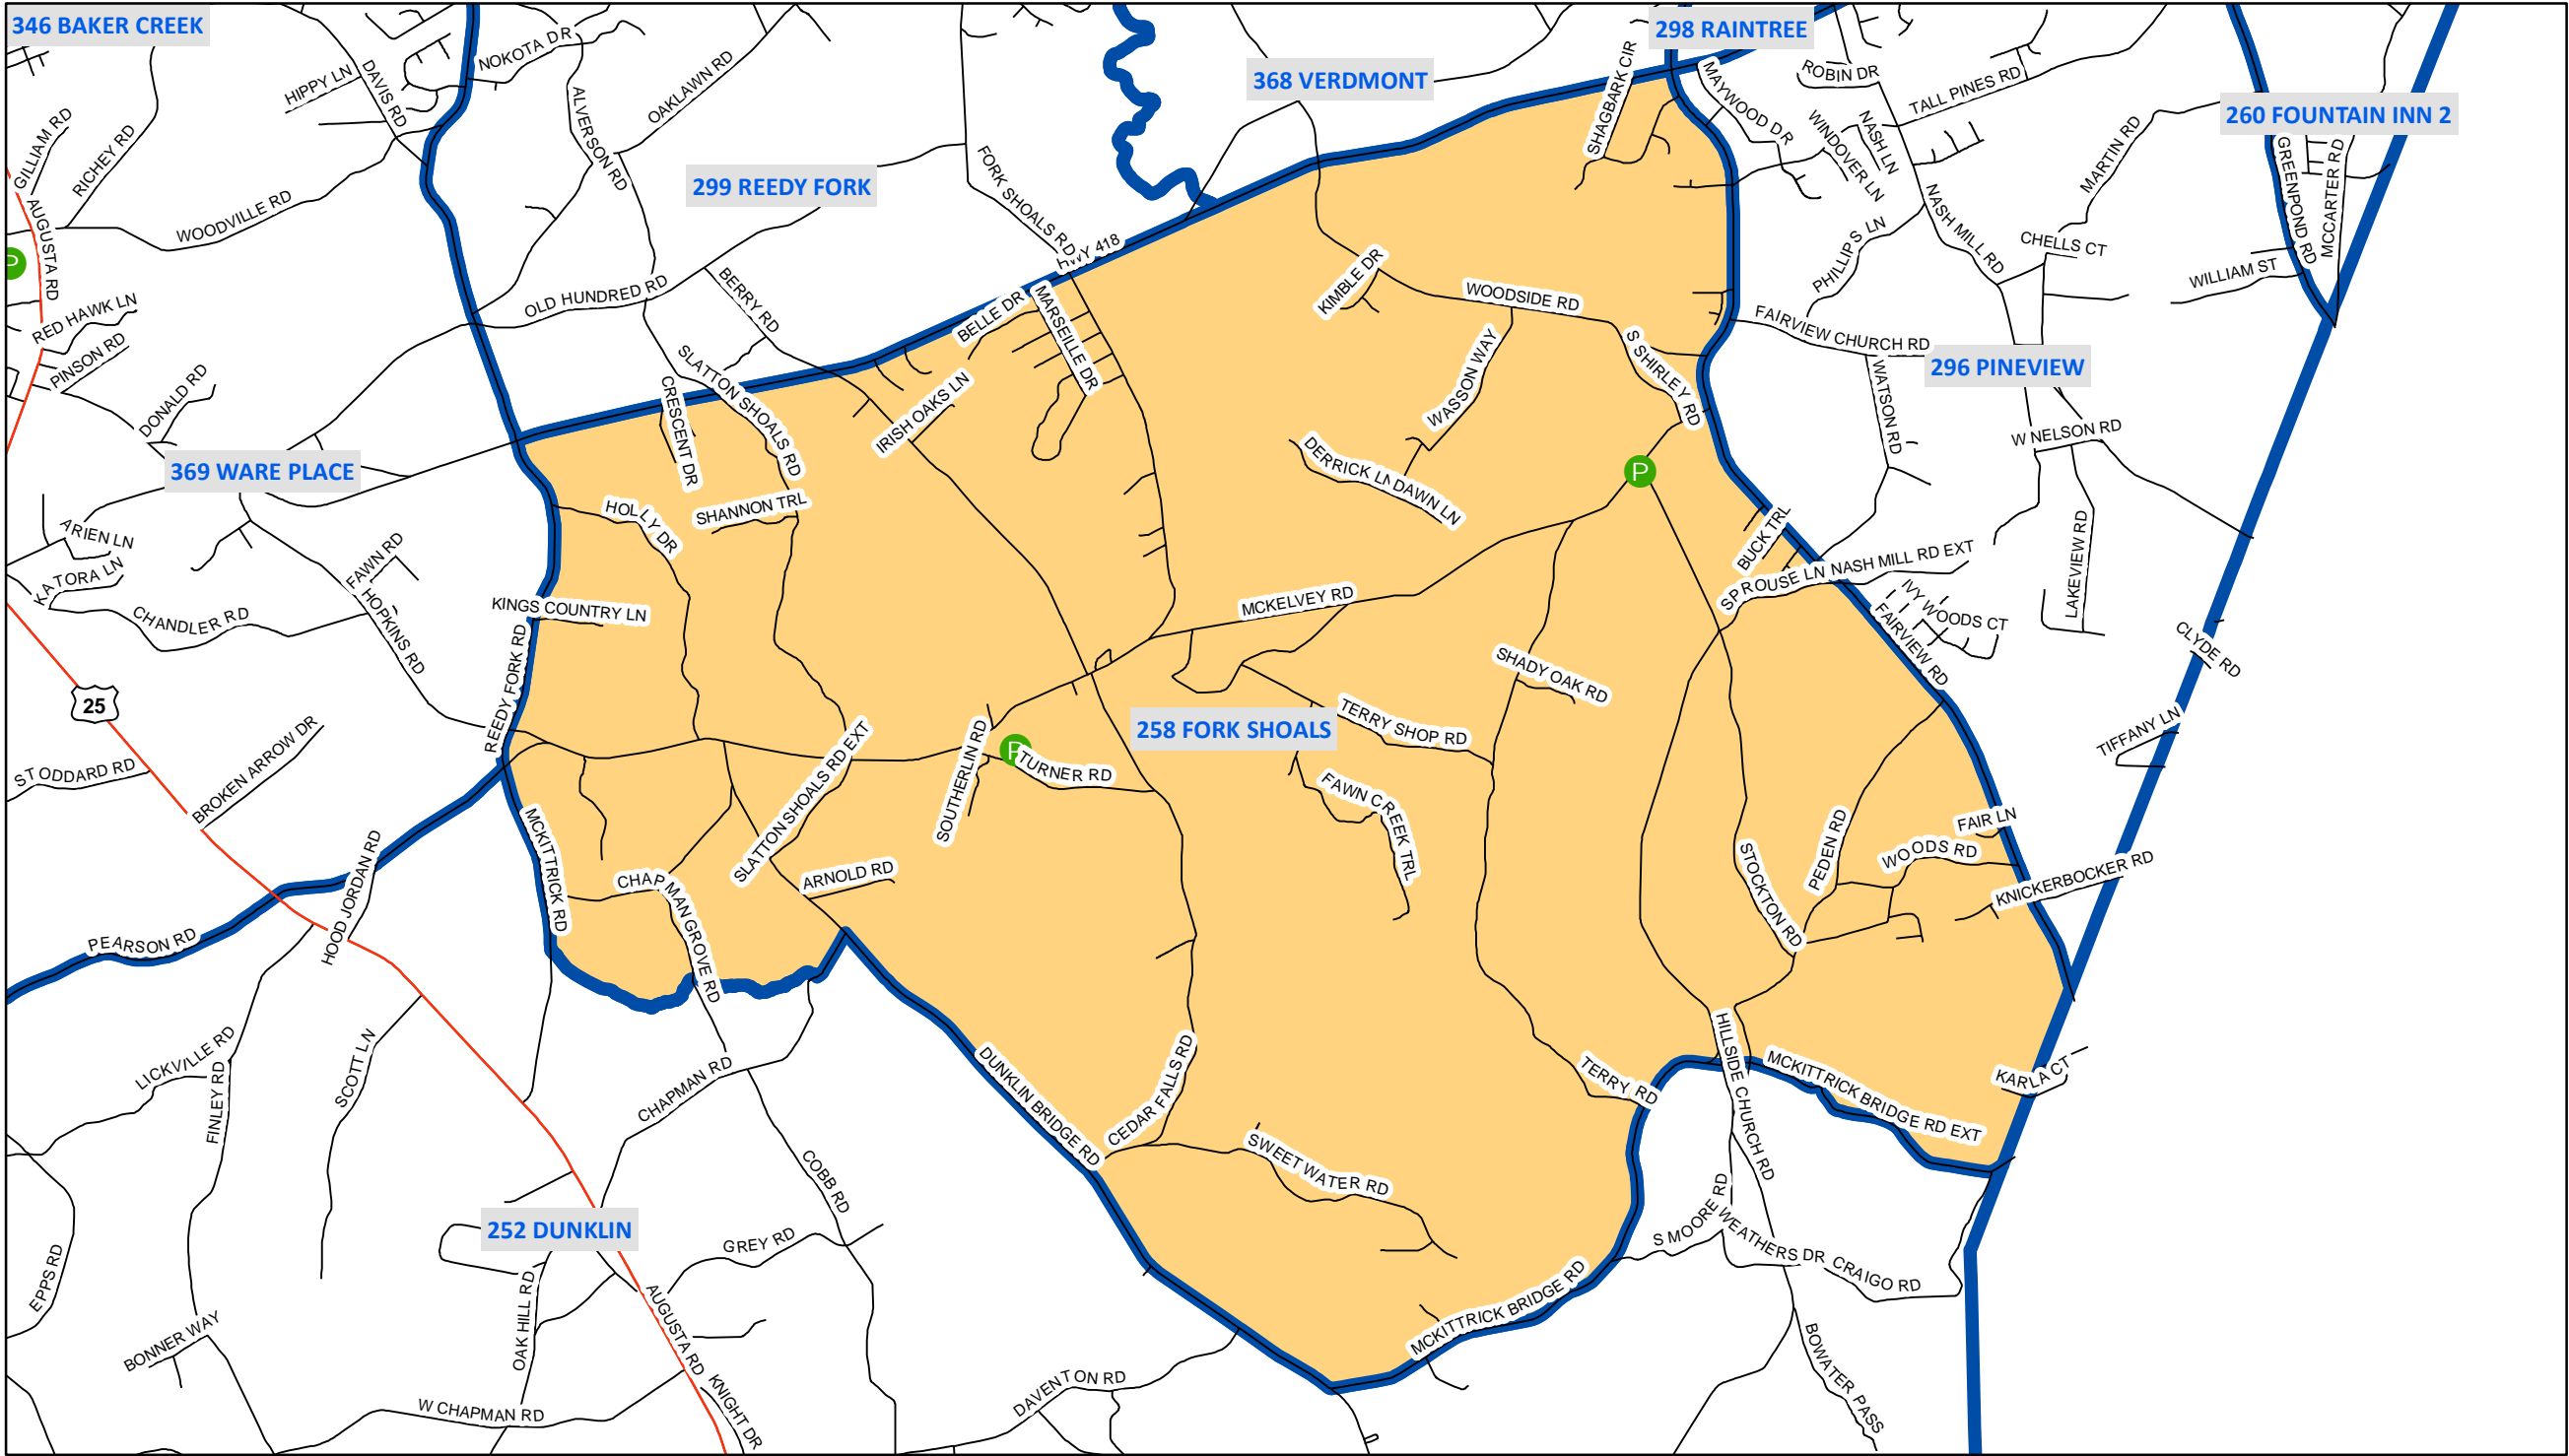 346 BAKER CREEK
298 RAINTREE
368 VERDMONT
260 FOUNTAIN INN 2
299 REEDY FORK
296 PINEVIEW
369 WARE PLACE
258 FORK SHOALS
252 DUNKLIN
NOKOTA DR
HIPPY LN
DAVIS RD
OAKLAWN RD
ALVERSON RD
GILLIAM RD
RICHEY RD
WOODVILLE RD
AUGUSTA RD
P
RED HAWK LN
PINSON RD
DONALD RD
OLD HUNDRED RD
BERRY RD
FORK SHOALS RD
HWY 418
SHAGBARK CIR
MAYWOOD DR
ROBIN DR
TALL PINES RD
WINDOVER LN
NASH LN
MARTIN RD
GREENPOND RD
MCCARTER RD
NASH MILL RD
PHILLIPS LN
CHELLS CT
WILLIAM ST
KIMBLE DR
WOODSIDE RD
FAIRVIEW CHURCH RD
BELLE DR
MARSEILLE DR
SLATTON SHOALS RD
CRESCENT DR
IRISH OAKS LN
WASSON WAY
S SHIRLEY RD
WATSON RD
W NELSON RD
DERRICK LN
DAWN LN
P
SHANNON TRL
HOLLY DR
ARIEN LN
KATORA LN
FAWN RD
HOPKINS RD
CHANDLER RD
KINGS COUNTRY LN
REEDY FORK RD
MCKELVEY RD
BUCK TRL
SPROUSE LN
NASH MILL RD EXT
IVY WOODS CT
LAKEVIEW RD
FAIRVIEW RD
CLYDE RD
SHADY OAK RD
25
TERRY SHOP RD
TIFFANY LN
STODDARD RD
BROKEN ARROW DR
SLATTON SHOALS RD EXT
SOUTHERLIN RD
P
TURNER RD
FAWN CREEK TRL
MCKITTRICK RD
HOOD JORDAN RD
CHAPMAN GROVE RD
ARNOLD RD
STOCKTON RD
PEDEN RD
FAIR LN
WOODS RD
KNICKERBOCKER RD
PEARSON RD
LICKVILLE RD
FINLEY RD
SCOTT LN
CHAPMAN RD
DUNKLIN BRIDGE RD
CEDAR FALLS RD
TERRY RD
HILLSIDE CHURCH RD
MCKITTRICK BRIDGE RD EXT
KARLA CT
SWEET WATER RD
COBB RD
GREY RD
S MOORE RD
WEATHERS DR
CRAIGO RD
EPPS RD
OAK HILL RD
AUGUSTA RD
MCKITTRICK BRIDGE RD
BONNER WAY
W CHAPMAN RD
KNIGHT DR
DAVENTON RD
BOWATER PASS